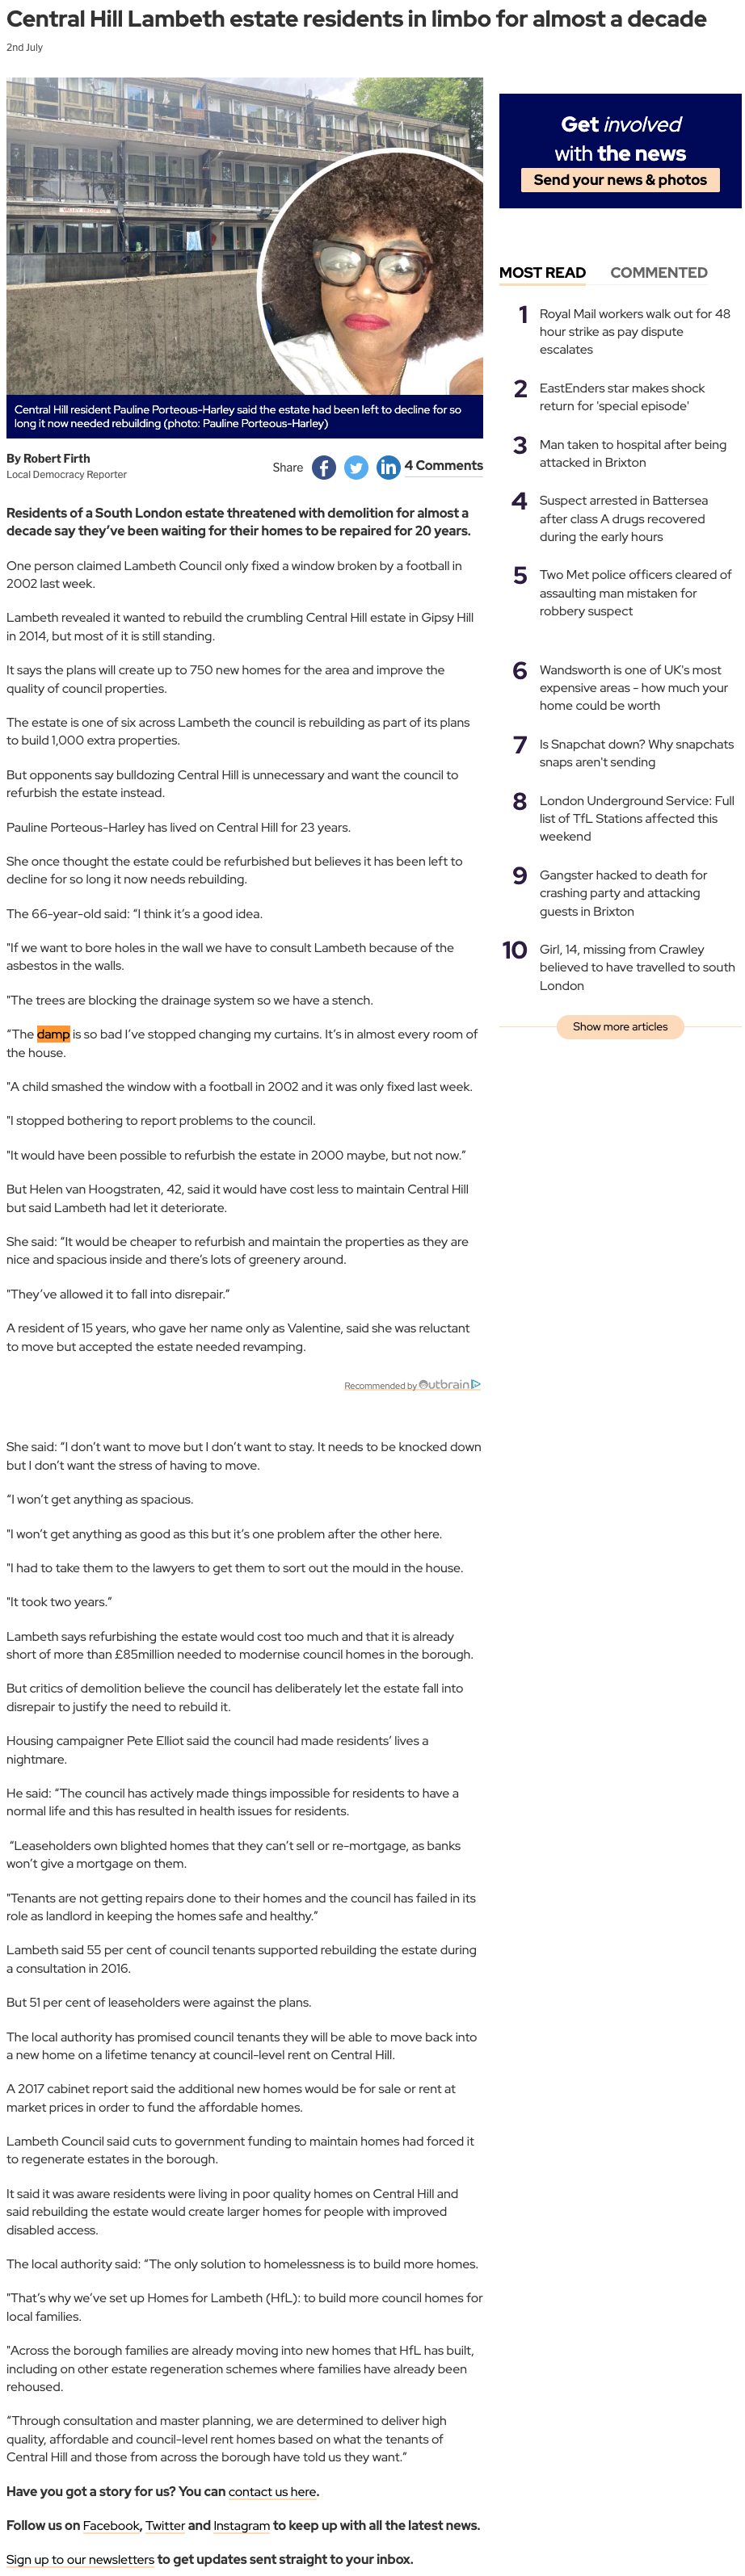 Central Hill Lambeth estate residents in limbo for almost a decade
2nd July
Central Hill resident Pauline Porteous-Harley said the estate had been left to decline for so
long it now needed rebuilding (photo: Pauline Porteous-Harley)
By Robert Firth
Local Democracy Reporter
Share
4 Comments
Residents of a South London estate threatened with demolition for almost a
decade say they’ve been waiting for their homes to be repaired for 20 years.
One person claimed Lambeth Council only fixed a window broken by a football in
2002 last week.
Lambeth revealed it wanted to rebuild the crumbling Central Hill estate in Gipsy Hill
in 2014, but most of it is still standing.
It says the plans will create up to 750 new homes for the area and improve the
quality of council properties.
The estate is one of six across Lambeth the council is rebuilding as part of its plans
to build 1,000 extra properties.
But opponents say bulldozing Central Hill is unnecessary and want the council to
refurbish the estate instead.
Pauline Porteous-Harley has lived on Central Hill for 23 years.
She once thought the estate could be refurbished but believes it has been left to
decline for so long it now needs rebuilding.
The 66-year-old said: “I think it’s a good idea.
"If we want to bore holes in the wall we have to consult Lambeth because of the
asbestos in the walls.
"The trees are blocking the drainage system so we have a stench.
“The damp is so bad I’ve stopped changing my curtains. It’s in almost every room of
the house.
"A child smashed the window with a football in 2002 and it was only fixed last week.
"I stopped bothering to report problems to the council.
"It would have been possible to refurbish the estate in 2000 maybe, but not now.”
But Helen van Hoogstraten, 42, said it would have cost less to maintain Central Hill
but said Lambeth had let it deteriorate.
She said: “It would be cheaper to refurbish and maintain the properties as they are
nice and spacious inside and there’s lots of greenery around.
"They’ve allowed it to fall into disrepair.”
A resident of 15 years, who gave her name only as Valentine, said she was reluctant
to move but accepted the estate needed revamping.
Recommended by Outbrain
She said: “I don’t want to move but I don’t want to stay. It needs to be knocked down
but I don’t want the stress of having to move.
“I won’t get anything as spacious.
"I won’t get anything as good as this but it’s one problem after the other here.
"I had to take them to the lawyers to get them to sort out the mould in the house.
"It took two years.”
Lambeth says refurbishing the estate would cost too much and that it is already
short of more than £85million needed to modernise council homes in the borough.
But critics of demolition believe the council has deliberately let the estate fall into
disrepair to justify the need to rebuild it.
Housing campaigner Pete Elliot said the council had made residents’ lives a
nightmare.
He said: “The council has actively made things impossible for residents to have a
normal life and this has resulted in health issues for residents.
“Leaseholders own blighted homes that they can’t sell or re-mortgage, as banks
won’t give a mortgage on them.
"Tenants are not getting repairs done to their homes and the council has failed in its
role as landlord in keeping the homes safe and healthy.”
Lambeth said 55 per cent of council tenants supported rebuilding the estate during
a consultation in 2016.
But 51 per cent of leaseholders were against the plans.
The local authority has promised council tenants they will be able to move back into
a new home on a lifetime tenancy at council-level rent on Central Hill.
A 2017 cabinet report said the additional new homes would be for sale or rent at
market prices in order to fund the affordable homes.
Lambeth Council said cuts to government funding to maintain homes had forced it
to regenerate estates in the borough.
It said it was aware residents were living in poor quality homes on Central Hill and
said rebuilding the estate would create larger homes for people with improved
disabled access.
The local authority said: “The only solution to homelessness is to build more homes.
"That’s why we’ve set up Homes for Lambeth (HfL): to build more council homes for
local families.
"Across the borough families are already moving into new homes that HfL has built,
including on other estate regeneration schemes where families have already been
rehoused.
“Through consultation and master planning, we are determined to deliver high
quality, affordable and council-level rent homes based on what the tenants of
Central Hill and those from across the borough have told us they want.”
Have you got a story for us? You can contact us here.
Follow us on Facebook, Twitter and Instagram to keep up with all the latest news.
Sign up to our newsletters to get updates sent straight to your inbox.
Get involved
with the news
Send your news & photos
MOST READ
COMMENTED
1 Royal Mail workers walk out for 48
hour strike as pay dispute
escalates
2 EastEnders star makes shock
return for 'special episode'
3 Man taken to hospital after being
attacked in Brixton
4 Suspect arrested in Battersea
after class A drugs recovered
during the early hours
5 Two Met police officers cleared of
assaulting man mistaken for
robbery suspect
6 Wandsworth is one of UK's most
expensive areas - how much your
home could be worth
7 Is Snapchat down? Why snapchats
snaps aren't sending
8 London Underground Service: Full
list of TfL Stations affected this
weekend
9 Gangster hacked to death for
crashing party and attacking
guests in Brixton
10 Girl, 14, missing from Crawley
believed to have travelled to south
London
Show more articles